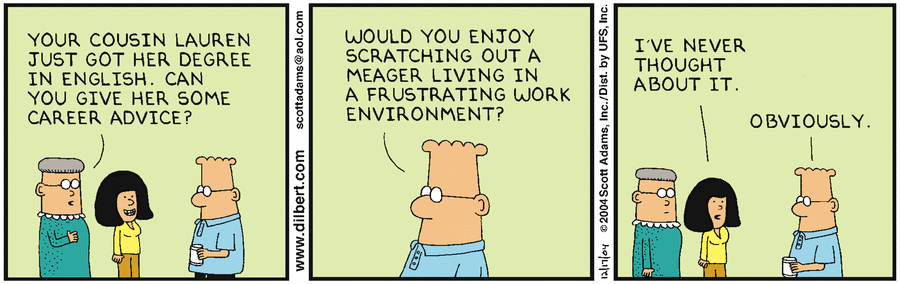 YOUR COUSIN LAUREN
JUST GOT HER DEGREE
IN ENGLISH. CAN
YOU GIVE HER SOME
CAREER ADVICE?
www.dilbert.com
scottadams@aol.com
WOULD YOU ENJOY
SCRATCHING OUT A
MEAGER LIVING IN
A FRUSTRATING WORK
ENVIRONMENT?
12/17/04
©2004 Scott Adams, Inc./Dist. by UFS, Inc.
I'VE NEVER
THOUGHT
ABOUT IT.
OBVIOUSLY.